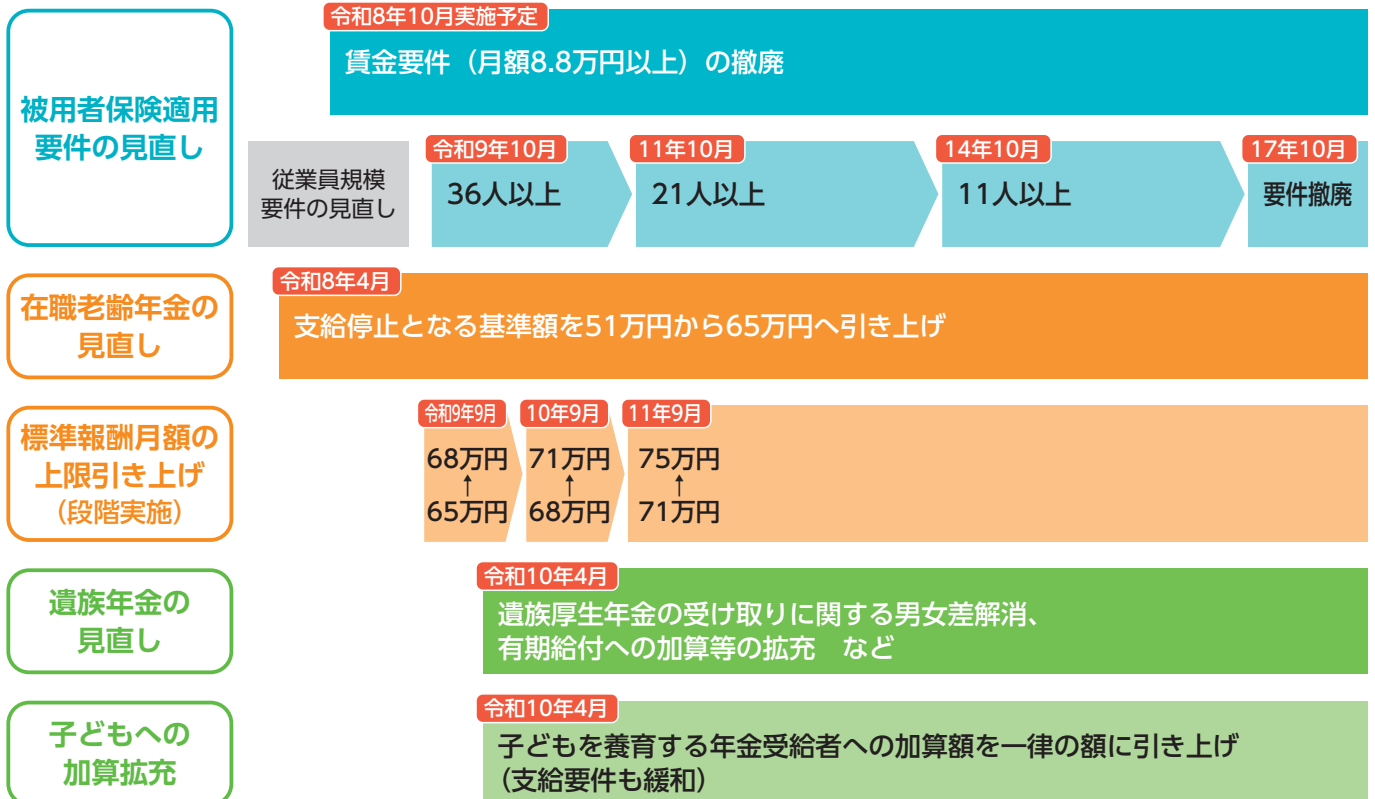 被用者保険適用
要件の見直し
令和8年10月実施予定
賃金要件（月額8.8万円以上）の撤廃
従業員規模
要件の見直し
令和9年10月
36人以上
11年10月
21人以上
14年10月
11人以上
17年10月
要件撤廃
在職老齢年金の
見直し
令和8年4月
支給停止となる基準額を51万円から65万円へ引き上げ
標準報酬月額の
上限引き上げ
（段階実施）
令和9年9月
68万円
↑
65万円
10年9月
71万円
↑
68万円
11年9月
75万円
↑
71万円
遺族年金の
見直し
令和10年4月
遺族厚生年金の受け取りに関する男女差解消、
有期給付への加算等の拡充　など
子どもへの
加算拡充
令和10年4月
子どもを養育する年金受給者への加算額を一律の額に引き上げ
（支給要件も緩和）